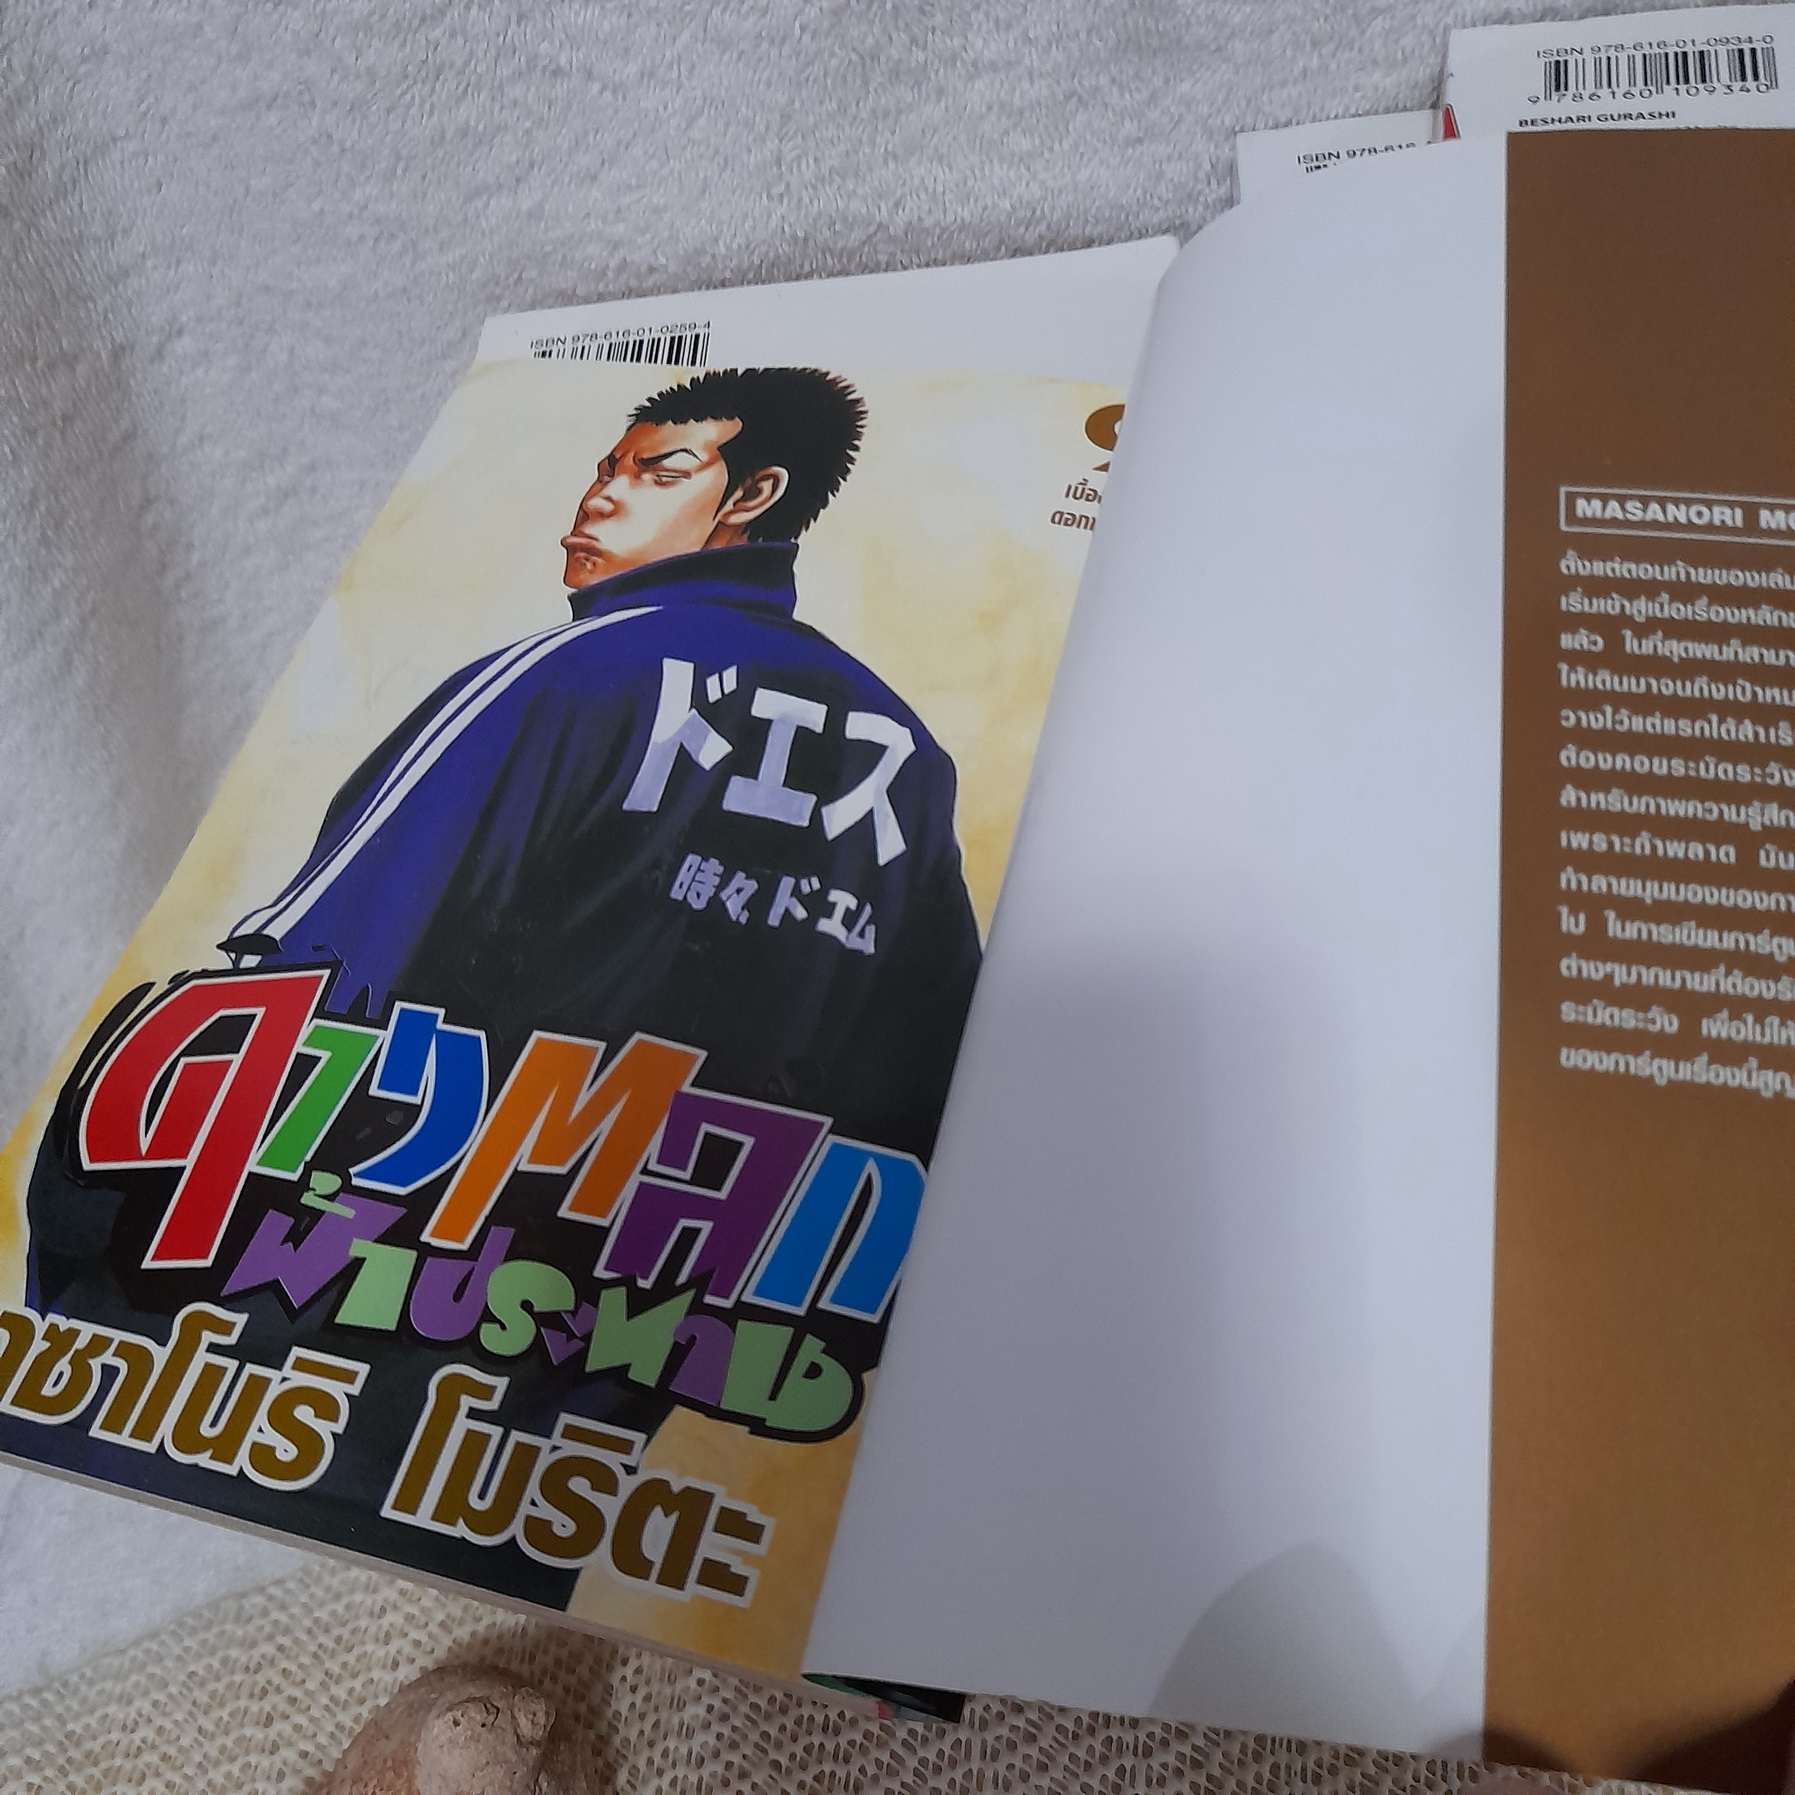 ISBN 978-616-01-0259-4
ドエス
時々ドエム
ดาวตลก
ฟ้าประทาน
าซาโนริ โมริตะ
ISBN 978-616
ISBN 978-616-01-0934-0
9 786160 109340
BESHARI GURASHI
MASANORI
ตั้งแต่ตอนท้ายของเล่ม
เริ่มเข้าสู่เนื้อเรื่องหลัก
แล้ว ในที่สุดผมก็สามา
ให้เดินมาจนถึงเป้าหม
วางไว้แต่แรกได้สำเร็
ต้องคอยระมัดระวัง
สำหรับภาพความรู้สึก
เพราะถ้าพลาด มัน
ทำลายมุมมองของกา
ไป ในการเขียนการ์ตูน
ต่างๆมากมายที่ต้องร
ระมัดระวัง เพื่อไม่ให้
ของการ์ตูนเรื่องนี้สูญ